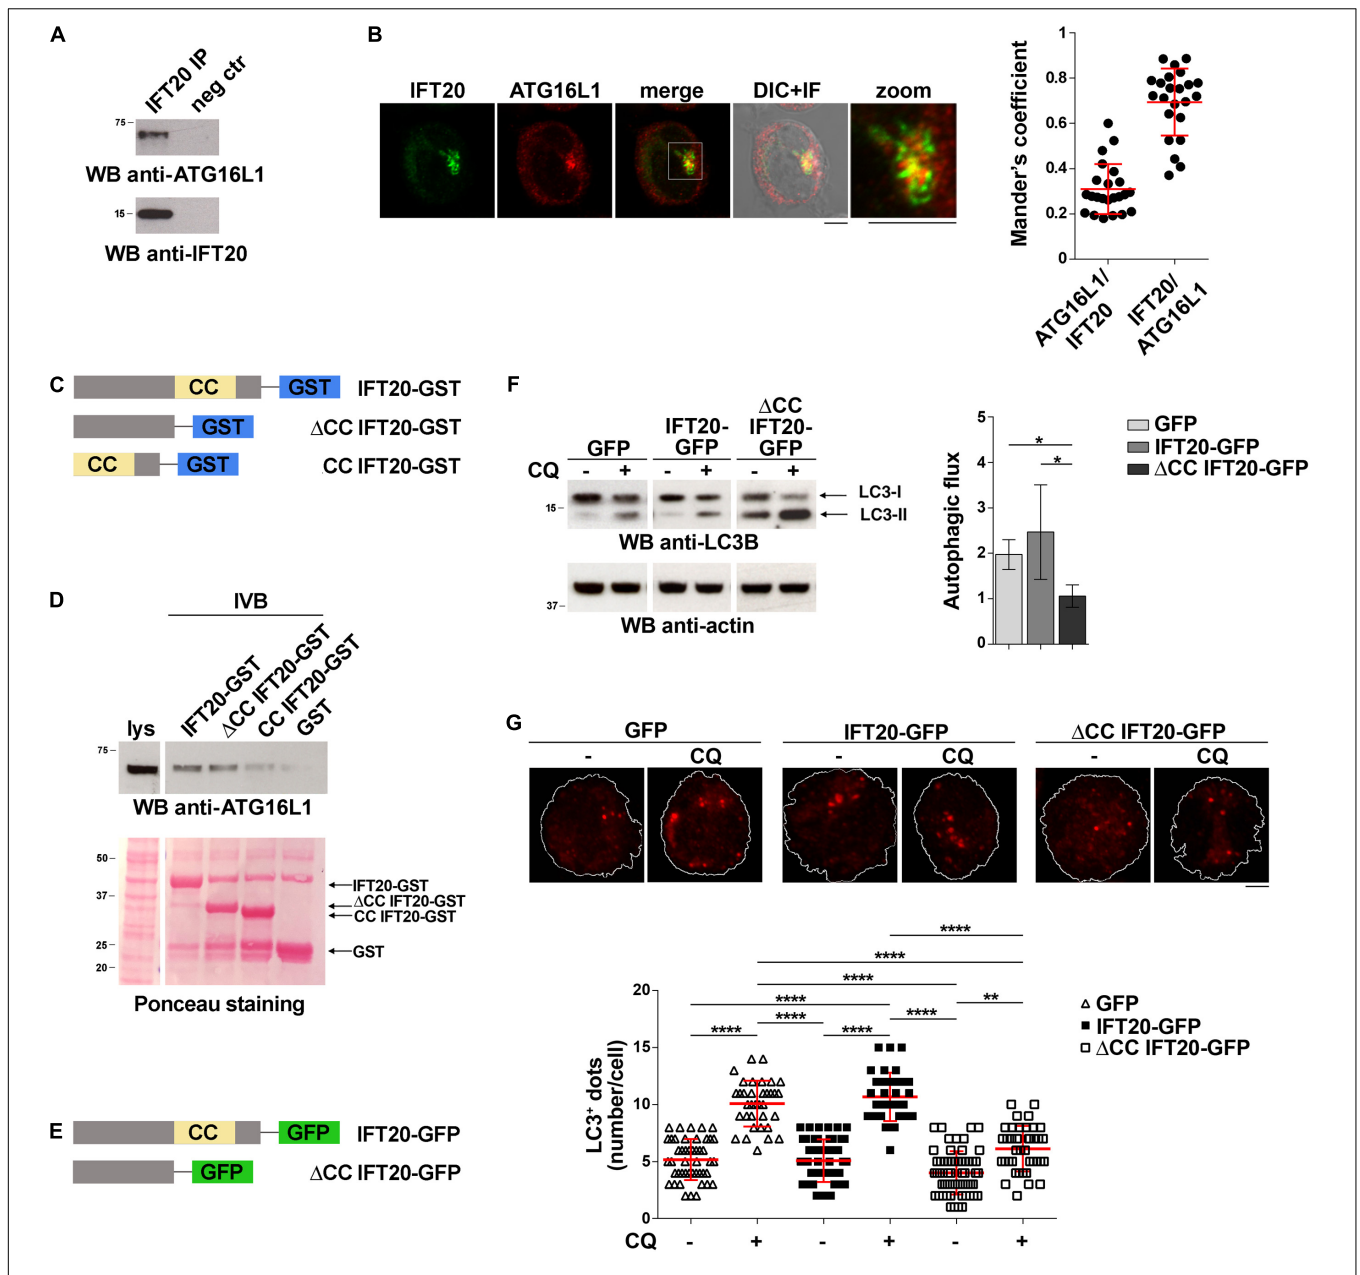 A
IFT20 IP
neg ctr
75
WB anti-ATG16L1
15
WB anti-IFT20
B
IFT20
ATG16L1
merge
DIC+IF
zoom
Mander's coefficient
1
0.8
0.6
0.4
0.2
0
ATG16L1/
IFT20
IFT20/
ATG16L1
C
CC
GST
IFT20-GST
GST
ΔCC IFT20-GST
CC
GST
CC IFT20-GST
D
IVB
lys
IFT20-GST
ΔCC IFT20-GST
CC IFT20-GST
GST
75
WB anti-ATG16L1
50
37
25
20
IFT20-GST
ΔCC IFT20-GST
CC IFT20-GST
GST
Ponceau staining
E
CC
GFP
IFT20-GFP
GFP
ΔCC IFT20-GFP
F
GFP
IFT20-
GFP
ΔCC
IFT20-
GFP
CQ - + - + - +
15
LC3-I
LC3-II
WB anti-LC3B
37
WB anti-actin
Autophagic flux
5
4
3
2
1
0
*
*
GFP
IFT20-GFP
ΔCC IFT20-GFP
G
GFP
IFT20-GFP
ΔCC IFT20-GFP
- CQ - CQ - CQ
****
****
****
**** **
**** ****
**** ****
LC3+ dots
(number/cell)
20
15
10
5
0
CQ - + - + - +
GFP
IFT20-GFP
ΔCC IFT20-GFP